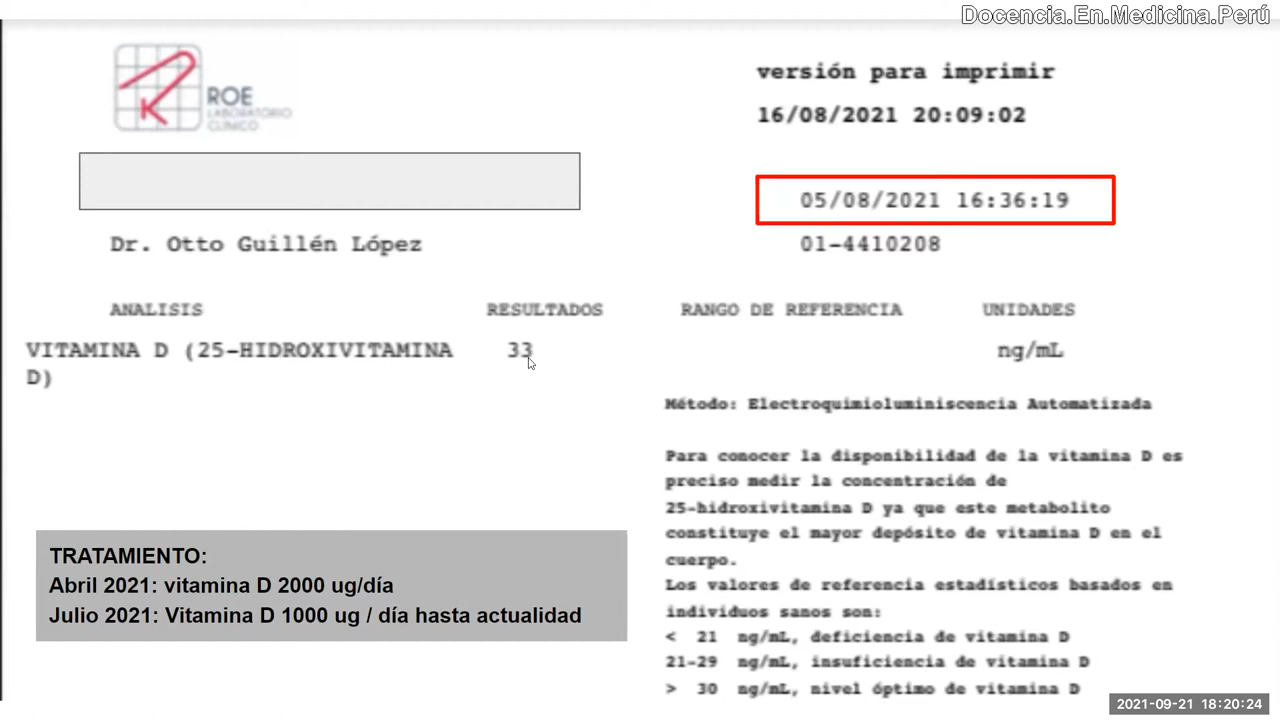 Docencia.En.Medicina.Perú
ROE
LABORATORIO
CLÍNICO
versión para imprimir
16/08/2021 20:09:02
05/08/2021 16:36:19
Dr. Otto Guillén López
01-4410208
ANALISIS RESULTADOS RANGO DE REFERENCIA UNIDADES
VITAMINA D (25-HIDROXIVITAMINA 33 ng/mL
D)
Método: Electroquimioluminiscencia Automatizada
Para conocer la disponibilidad de la vitamina D es
preciso medir la concentración de
25-hidroxivitamina D ya que este metabolito
constituye el mayor depósito de vitamina D en el
cuerpo.
Los valores de referencia estadísticos basados en
individuos sanos son:
< 21 ng/mL, deficiencia de vitamina D
21-29 ng/mL, insuficiencia de vitamina D
> 30 ng/mL, nivel óptimo de vitamina D
TRATAMIENTO:
Abril 2021: vitamina D 2000 ug/día
Julio 2021: Vitamina D 1000 ug / día hasta actualidad
2021-09-21 18:20:24